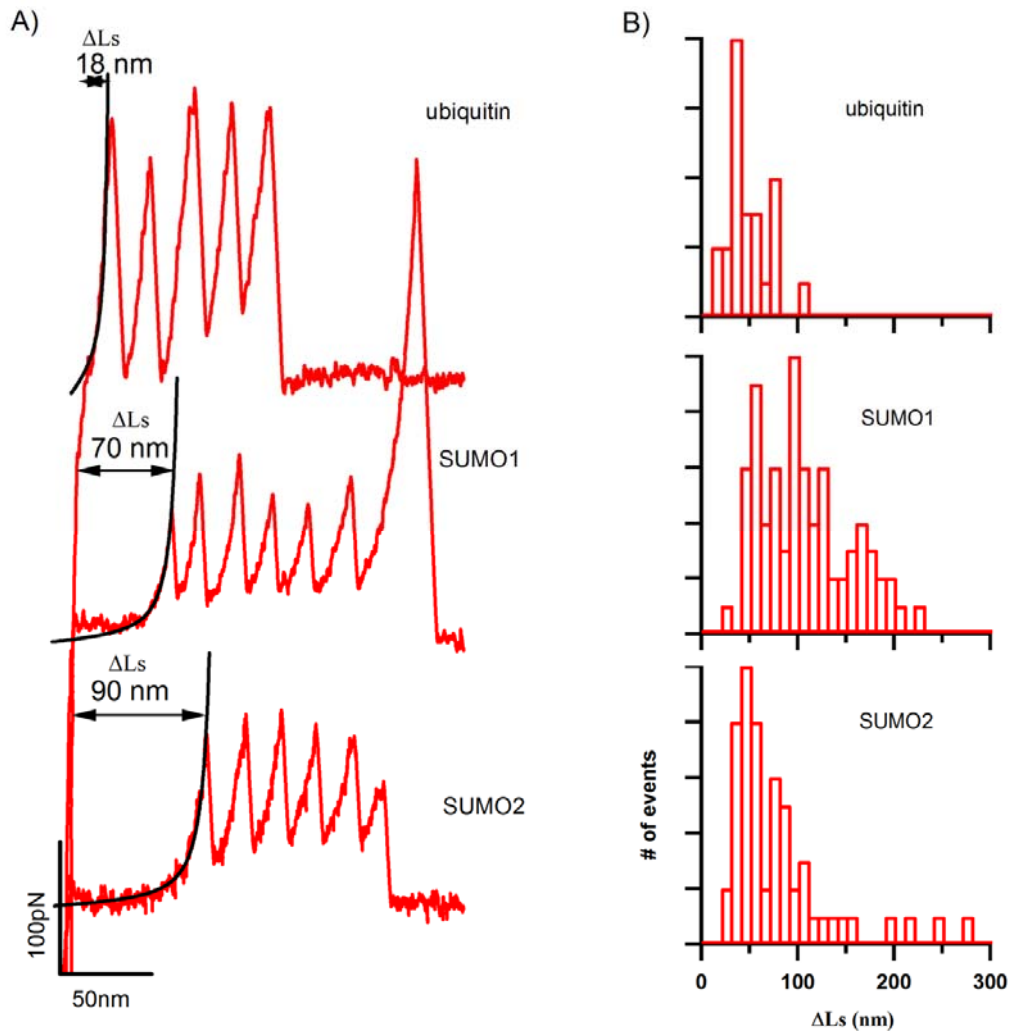 A)
ΔLs
18 nm
ubiquitin
ΔLs
70 nm
SUMO1
ΔLs
90 nm
SUMO2
100pN
50nm
B)
ubiquitin
SUMO1
SUMO2
# of events
0 100 200 300
ΔLs (nm)